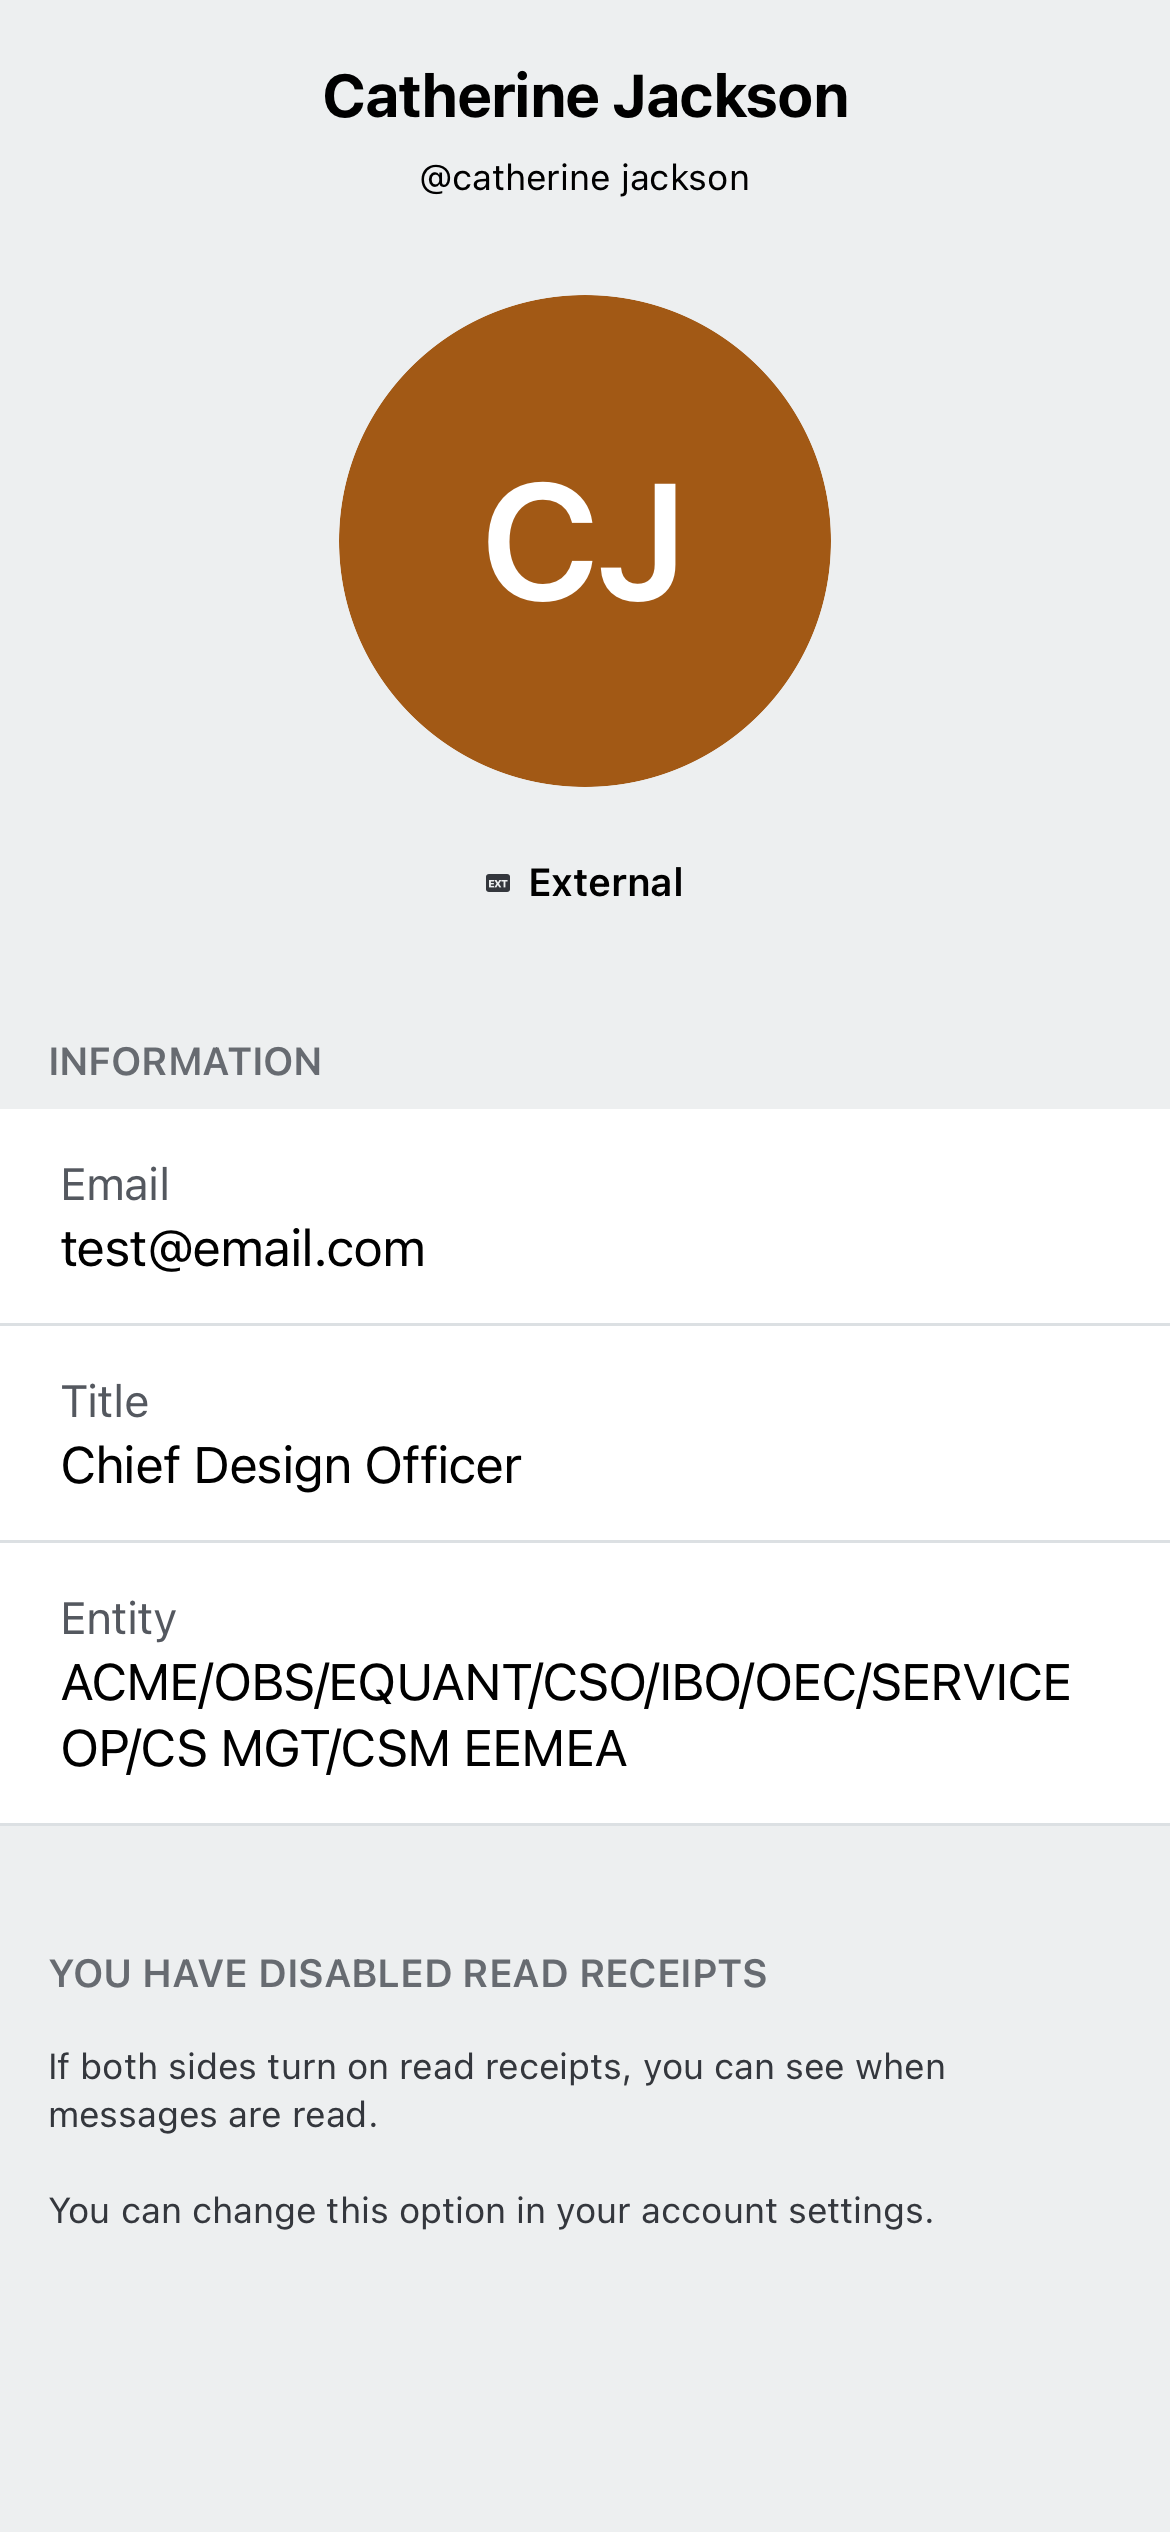 Catherine Jackson
@catherine jackson
CJ
EXT External
INFORMATION
Email
test@email.com
Title
Chief Design Officer
Entity
ACME/OBS/EQUANT/CSO/IBO/OEC/SERVICE
OP/CS MGT/CSM EEMEA
YOU HAVE DISABLED READ RECEIPTS
If both sides turn on read receipts, you can see when
messages are read.
You can change this option in your account settings.